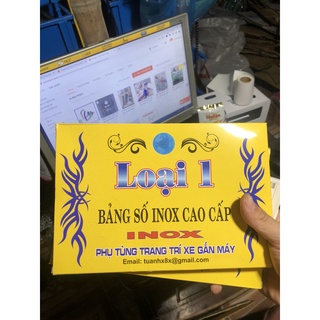 Loại 1
BẢNG SỐ INOX CAO CẤP
INOX
PHỤ TÙNG TRANG TRÍ XE GẮN MÁY
Email: tuanhx8x@gmail.com